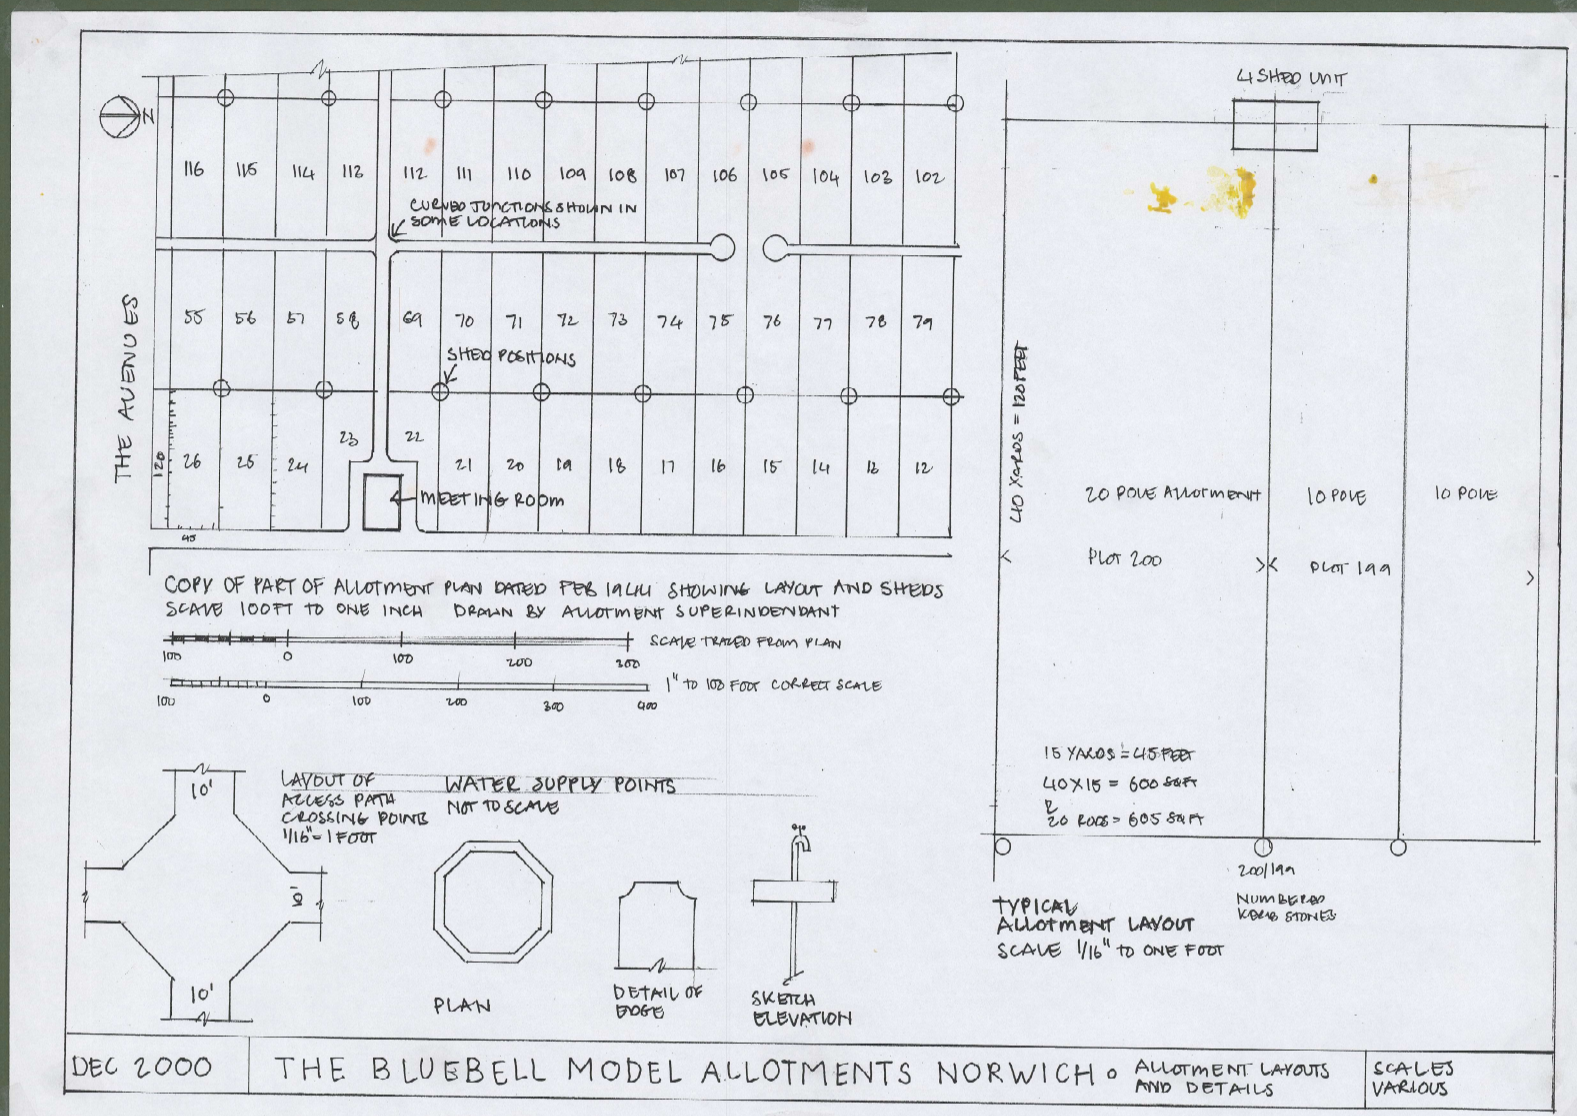 4 SHED UNIT
N
116 115 114 113 112 111 110 109 108 107 106 105 104 103 102
CURVED JUNCTIONS SHOWN IN
SOME LOCATIONS
THE AVENUES
55 56 57 58 69 70 71 72 73 74 75 76 77 78 79
SHED POSITIONS
23 22
26 25 24 21 20 19 18 17 16 15 14 13 12
120
45
MEETING ROOM
COPY OF PART OF ALLOTMENT PLAN DATED FEB 1944 SHOWING LAYOUT AND SHEDS
SCALE 100FT TO ONE INCH DRAWN BY ALLOTMENT SUPERINDENDANT
SCALE TRACED FROM PLAN
100 0 100 200 300
1" TO 100 FOOT CORRECT SCALE
100 0 100 200 300 400
LAYOUT OF
ACCESS PATH
CROSSING POINTS
1/16" = 1 FOOT
10'
10'
10'
WATER SUPPLY POINTS
NOT TO SCALE
PLAN
DETAIL OF
EDGE
SKETCH
ELEVATION
40 YARDS = 120 FEET
20 POLE ALLOTMENT 10 POLE 10 POLE
PLOT 200 PLOT 199
15 YARDS = 45 FEET
40 X 15 = 600 SQ FT
20 RODS = 605 SQ FT
200/199
NUMBERED
KERB STONES
TYPICAL
ALLOTMENT LAYOUT
SCALE 1/16" TO ONE FOOT
DEC 2000
THE BLUEBELL MODEL ALLOTMENTS NORWICH.
ALLOTMENT LAYOUTS
AND DETAILS
SCALES
VARIOUS